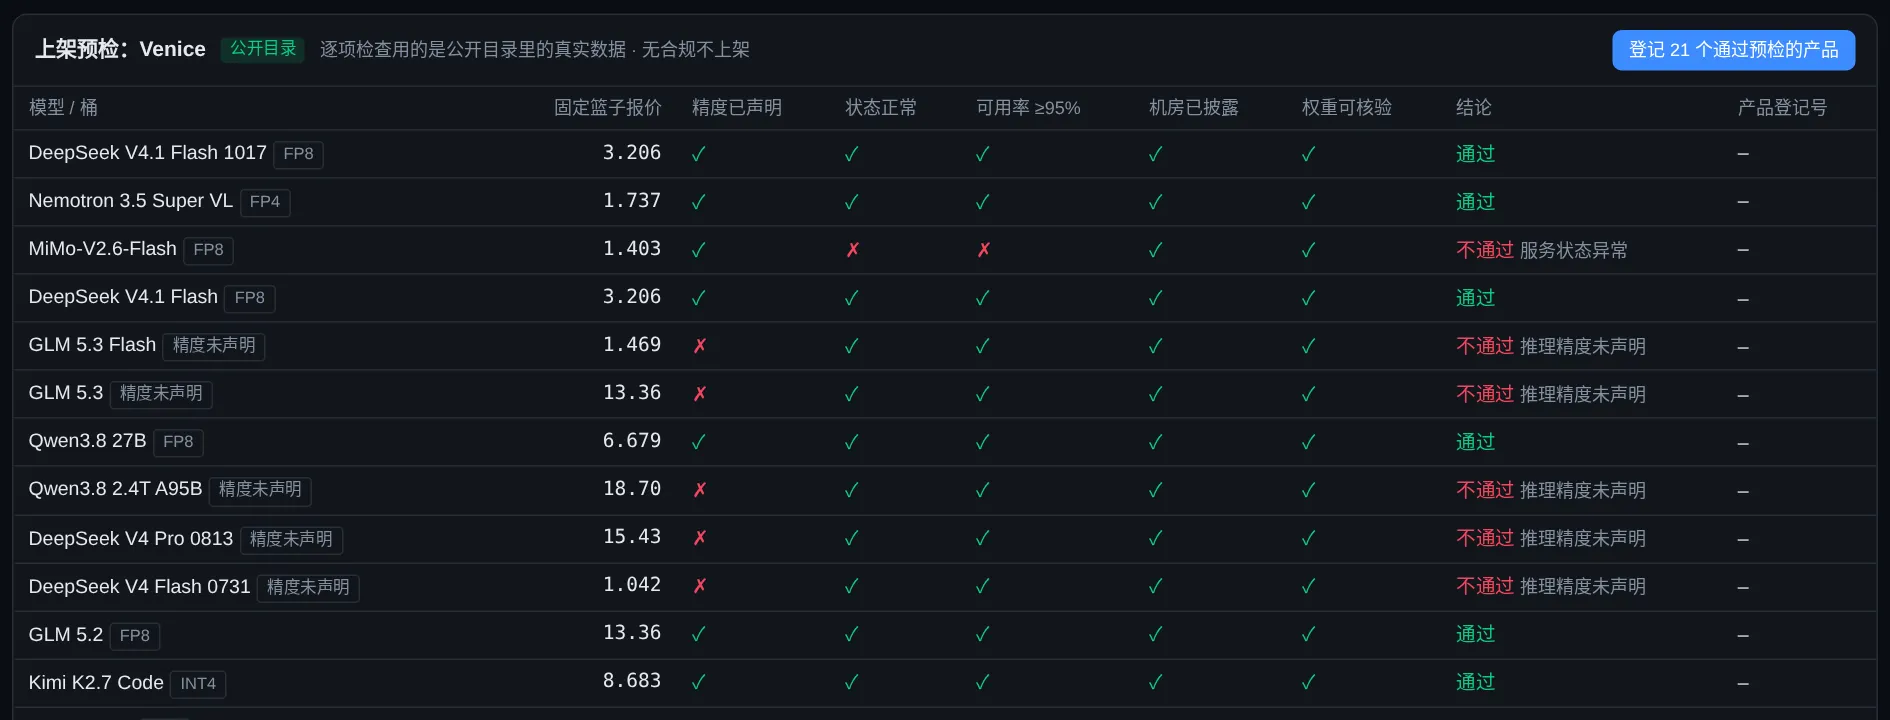 上架预检：Venice 公开目录 逐项检查用的是公开目录里的真实数据 · 无合规不上架 登记 21 个通过预检的产品
模型 / 桶 固定篮子报价 精度已声明 状态正常 可用率 ≥95% 机房已披露 权重可核验 结论 产品登记号
DeepSeek V4.1 Flash 1017 FP8 3.206 ✓ ✓ ✓ ✓ ✓ 通过 –
Nemotron 3.5 Super VL FP4 1.737 ✓ ✓ ✓ ✓ ✓ 通过 –
MiMo-V2.6-Flash FP8 1.403 ✓ ✗ ✗ ✓ ✓ 不通过 服务状态异常 –
DeepSeek V4.1 Flash FP8 3.206 ✓ ✓ ✓ ✓ ✓ 通过 –
GLM 5.3 Flash 精度未声明 1.469 ✗ ✓ ✓ ✓ ✓ 不通过 推理精度未声明 –
GLM 5.3 精度未声明 13.36 ✗ ✓ ✓ ✓ ✓ 不通过 推理精度未声明 –
Qwen3.8 27B FP8 6.679 ✓ ✓ ✓ ✓ ✓ 通过 –
Qwen3.8 2.4T A95B 精度未声明 18.70 ✗ ✓ ✓ ✓ ✓ 不通过 推理精度未声明 –
DeepSeek V4 Pro 0813 精度未声明 15.43 ✗ ✓ ✓ ✓ ✓ 不通过 推理精度未声明 –
DeepSeek V4 Flash 0731 精度未声明 1.042 ✗ ✓ ✓ ✓ ✓ 不通过 推理精度未声明 –
GLM 5.2 FP8 13.36 ✓ ✓ ✓ ✓ ✓ 通过 –
Kimi K2.7 Code INT4 8.683 ✓ ✓ ✓ ✓ ✓ 通过 –